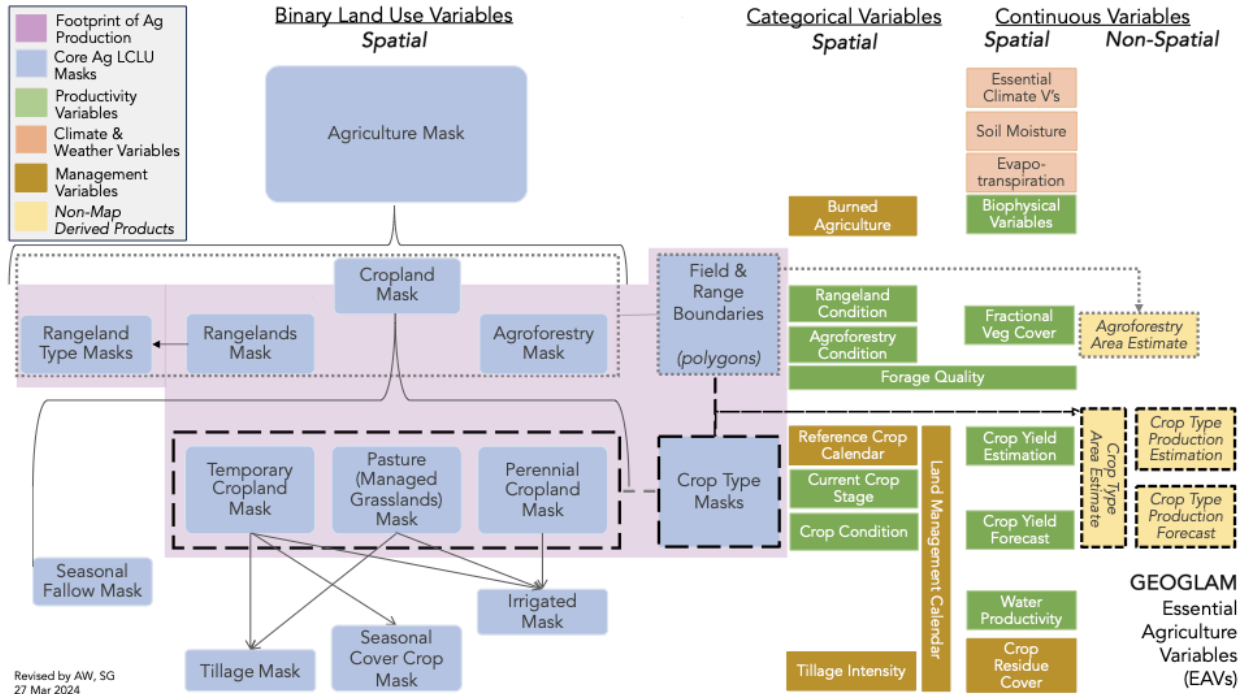 Footprint of Ag
Production
Core Ag LCLU
Masks
Productivity
Variables
Climate &
Weather Variables
Management
Variables
Non-Map
Derived Products
Binary Land Use Variables
Spatial
Categorical Variables
Spatial
Continuous Variables
Spatial
Non-Spatial
Agriculture Mask
Essential
Climate V's
Soil Moisture
Evapo-
transpiration
Burned
Agriculture
Biophysical
Variables
Cropland
Mask
Rangeland
Type Masks
Rangelands
Mask
Agroforestry
Mask
Field &
Range
Boundaries
(polygons)
Rangeland
Condition
Agroforestry
Condition
Fractional
Veg Cover
Agroforestry
Area Estimate
Forage Quality
Temporary
Cropland
Mask
Pasture
(Managed
Grasslands)
Mask
Perennial
Cropland
Mask
Crop Type
Masks
Reference Crop
Calendar
Current Crop
Stage
Crop Condition
Land Management Calendar
Crop Yield
Estimation
Crop Yield
Forecast
Crop Type
Area Estimate
Crop Type
Production
Estimation
Crop Type
Production
Forecast
Seasonal
Fallow Mask
Irrigated
Mask
Tillage Mask
Seasonal
Cover Crop
Mask
Tillage Intensity
Water
Productivity
Crop
Residue
Cover
GEOGLAM
Essential
Agriculture
Variables
(EAVs)
Revised by AW, SG
27 Mar 2024